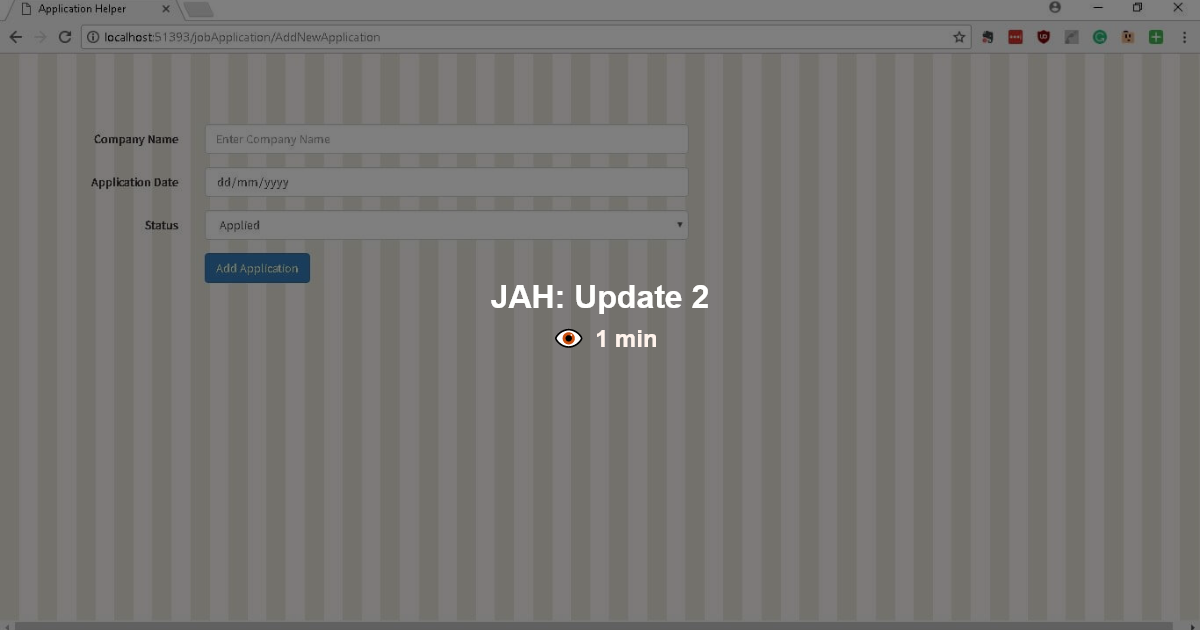 Application Helper
localhost:51393/jobApplication/AddNewApplication
Company Name
Enter Company Name
Application Date
dd/mm/yyyy
Status
Applied
Add Application
JAH: Update 2
1 min